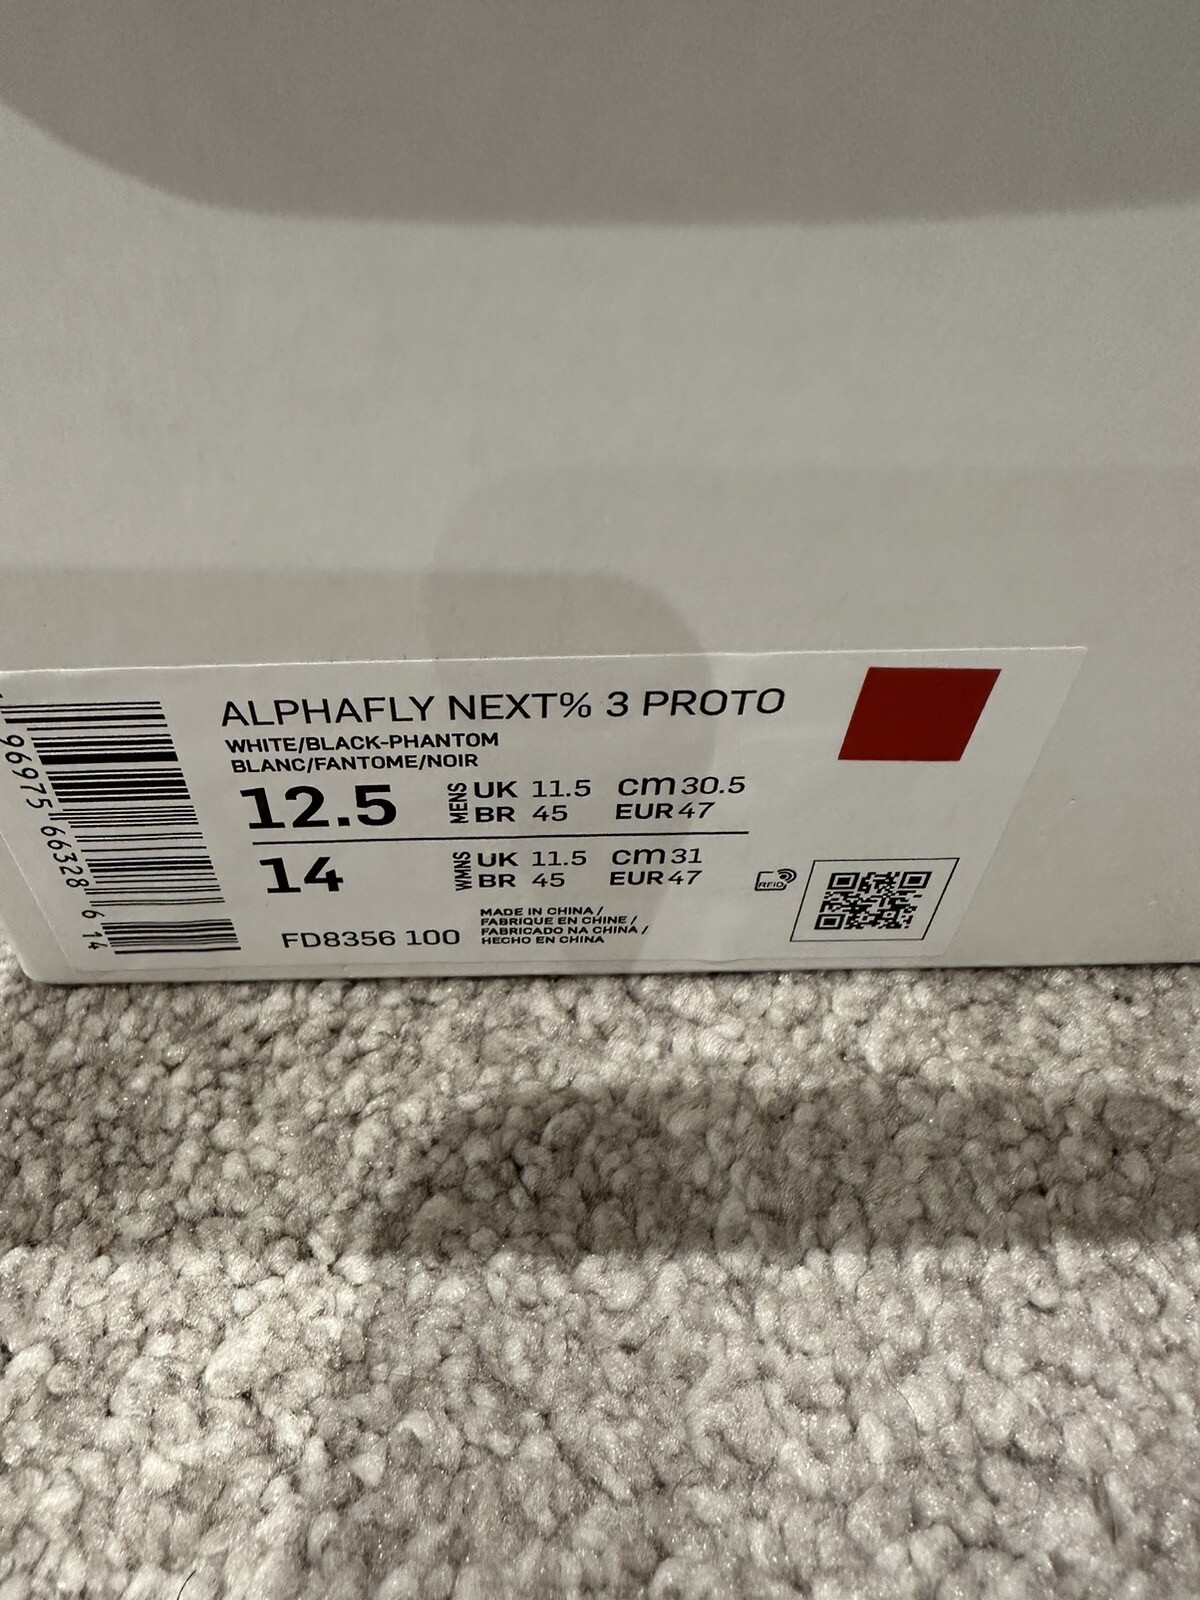 ALPHAFLY NEXT% 3 PROTO
WHITE/BLACK-PHANTOM
BLANC/FANTOME/NOIR
12.5 MENS UK 11.5 cm 30.5
BR 45 EUR 47
14 WMNS UK 11.5 cm 31
BR 45 EUR 47
RFID
FD8356 100
MADE IN CHINA /
FABRIQUE EN CHINE /
FABRICADO NA CHINA /
HECHO EN CHINA
96975 66328 6 14